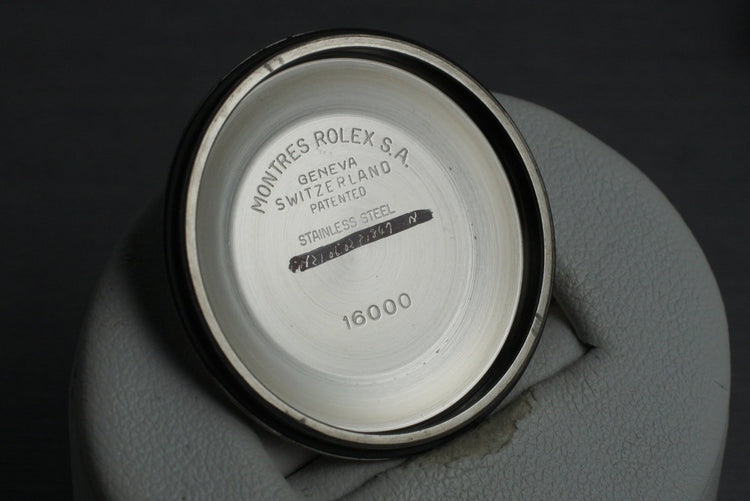 MONTRES ROLEX S.A.
GENEVA
SWITZERLAND
PATENTED
STAINLESS STEEL
16000